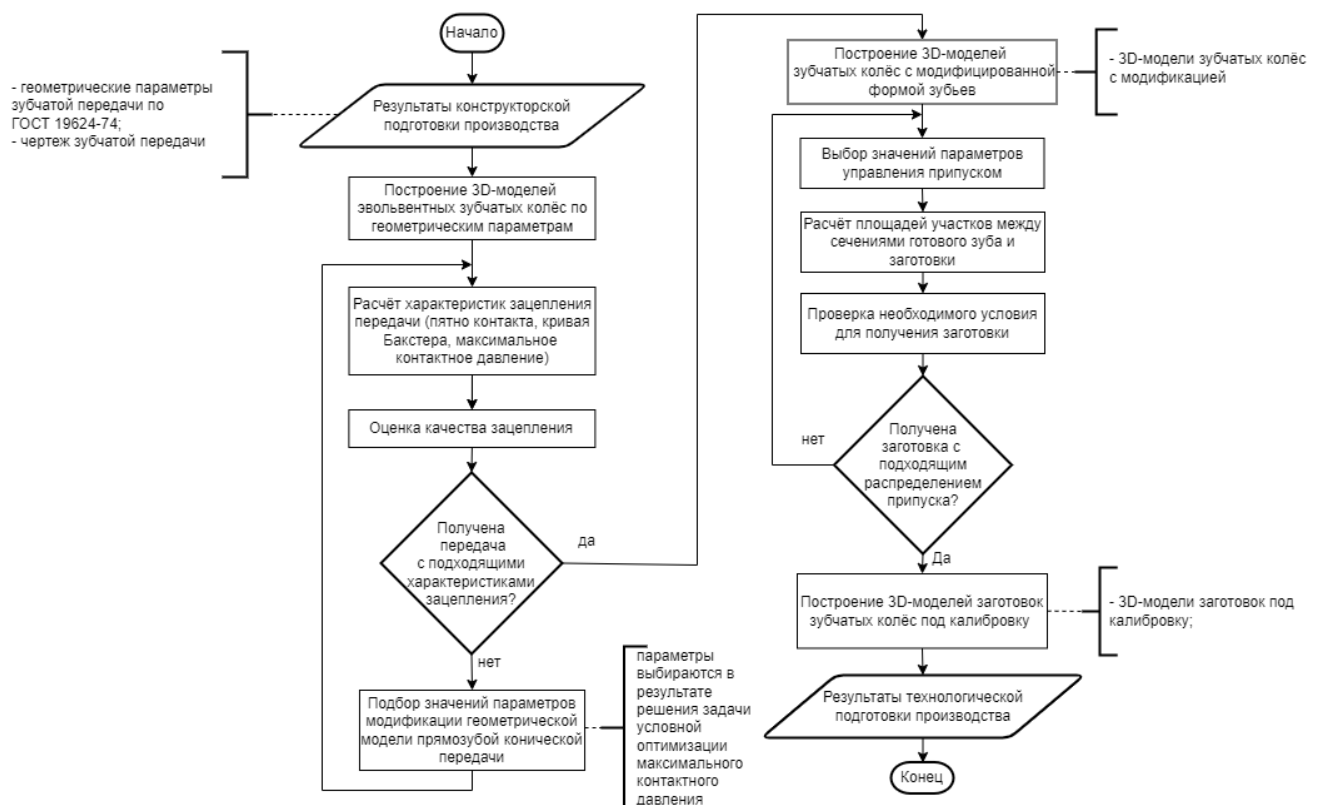 Начало
- геометрические параметры
зубчатой передачи по
ГОСТ 19624-74;
- чертеж зубчатой передачи
Результаты конструкторской
подготовки производства
Построение 3D-моделей
эвольвентных зубчатых колёс по
геометрическим параметрам
Расчёт характеристик зацепления
передачи (пятно контакта, кривая
Бакстера, максимальное
контактное давление)
Оценка качества зацепления
Получена
передача
с подходящими
характеристиками
зацепления?
да
нет
Подбор значений параметров
модификации геометрической
модели прямозубой конической
передачи
параметры
выбираются в
результате
решения задачи
условной
оптимизации
максимального
контактного
давления
Построение 3D-моделей
зубчатых колёс с модифицированной
формой зубьев
- 3D-модели зубчатых колёс
с модификацией
Выбор значений параметров
управления припуском
Расчёт площадей участков между
сечениями готового зуба и
заготовки
Проверка необходимого условия
для получения заготовки
Получена
заготовка с
подходящим
распределением
припуска?
нет
Да
Построение 3D-моделей заготовок
зубчатых колёс под калибровку
- 3D-модели заготовок под
калибровку;
Результаты технологической
подготовки производства
Конец